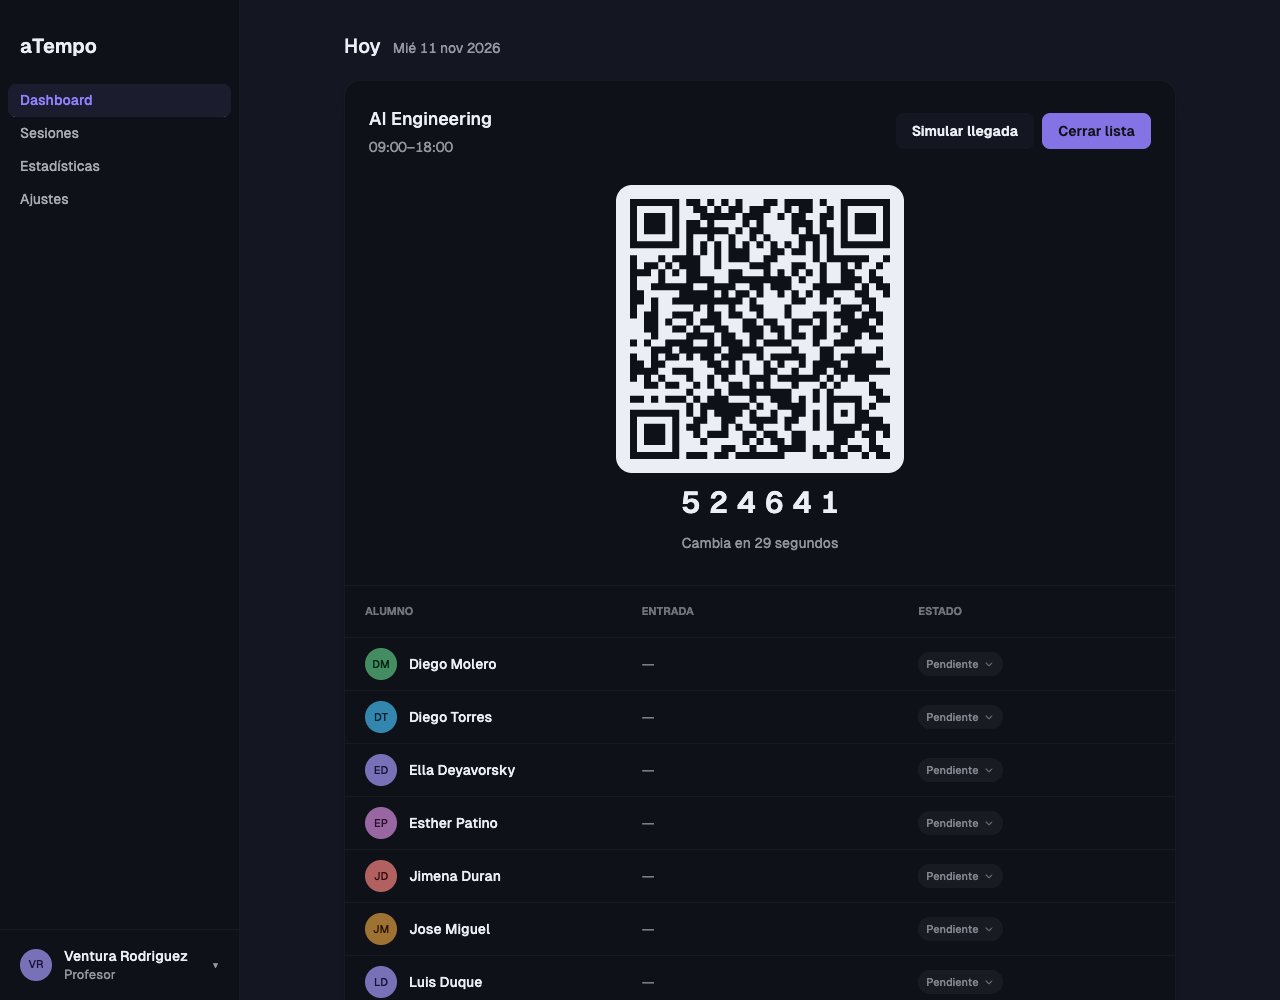 aTempo
Dashboard
Sesiones
Estadísticas
Ajustes
Hoy Mié 11 nov 2026
AI Engineering
09:00–18:00
Simular llegada
Cerrar lista
524641
Cambia en 29 segundos
ALUMNO ENTRADA ESTADO
DM Diego Molero — Pendiente
DT Diego Torres — Pendiente
ED Ella Deyavorsky — Pendiente
EP Esther Patino — Pendiente
JD Jimena Duran — Pendiente
JM Jose Miguel — Pendiente
LD Luis Duque — Pendiente
VR Ventura Rodriguez
Profesor